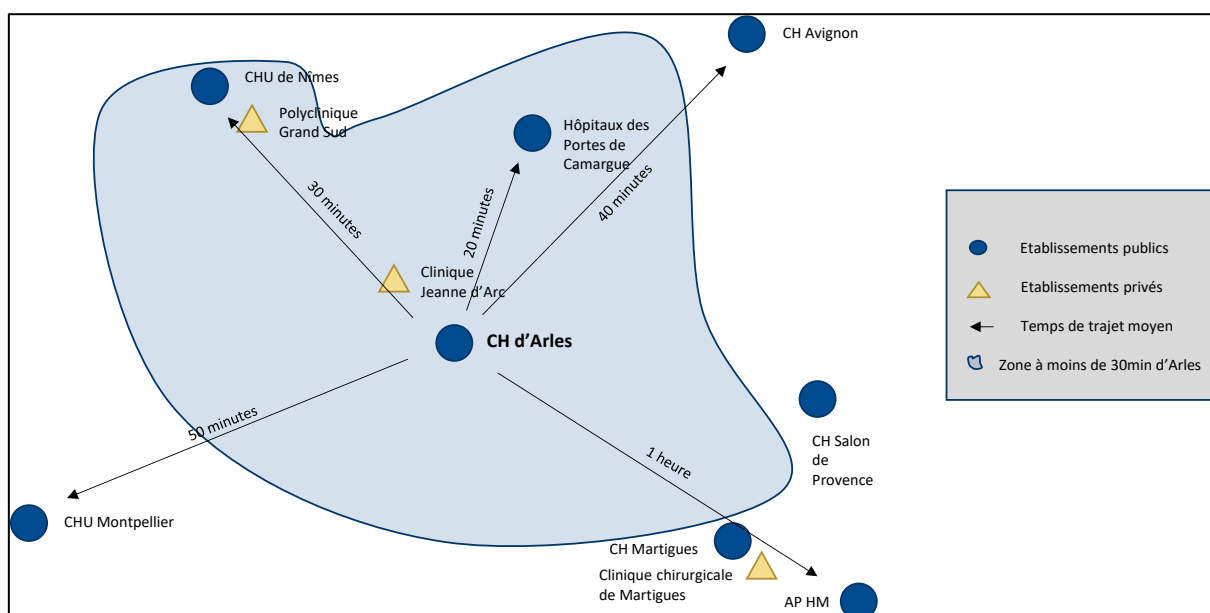 CH Avignon
CHU de Nîmes
Polyclinique
Grand Sud
Hôpitaux des
Portes de
Camargue
30 minutes
20 minutes
40 minutes
Clinique
Jeanne d’Arc
CH d’Arles
Etablissements publics
Etablissements privés
Temps de trajet moyen
Zone à moins de 30min d’Arles
50 minutes
1 heure
CH Salon
de
Provence
CHU Montpellier
CH Martigues
Clinique chirurgicale
de Martigues
AP HM